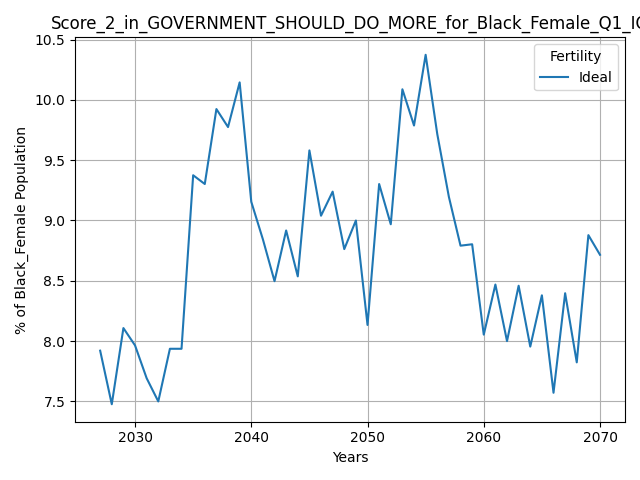 Score_2_in_GOVERNMENT_SHOULD_DO_MORE_for_Black_Female_Q1_IQ
Fertility
Ideal
% of Black_Female Population
10.5
10.0
9.5
9.0
8.5
8.0
7.5
2030 2040 2050 2060 2070
Years